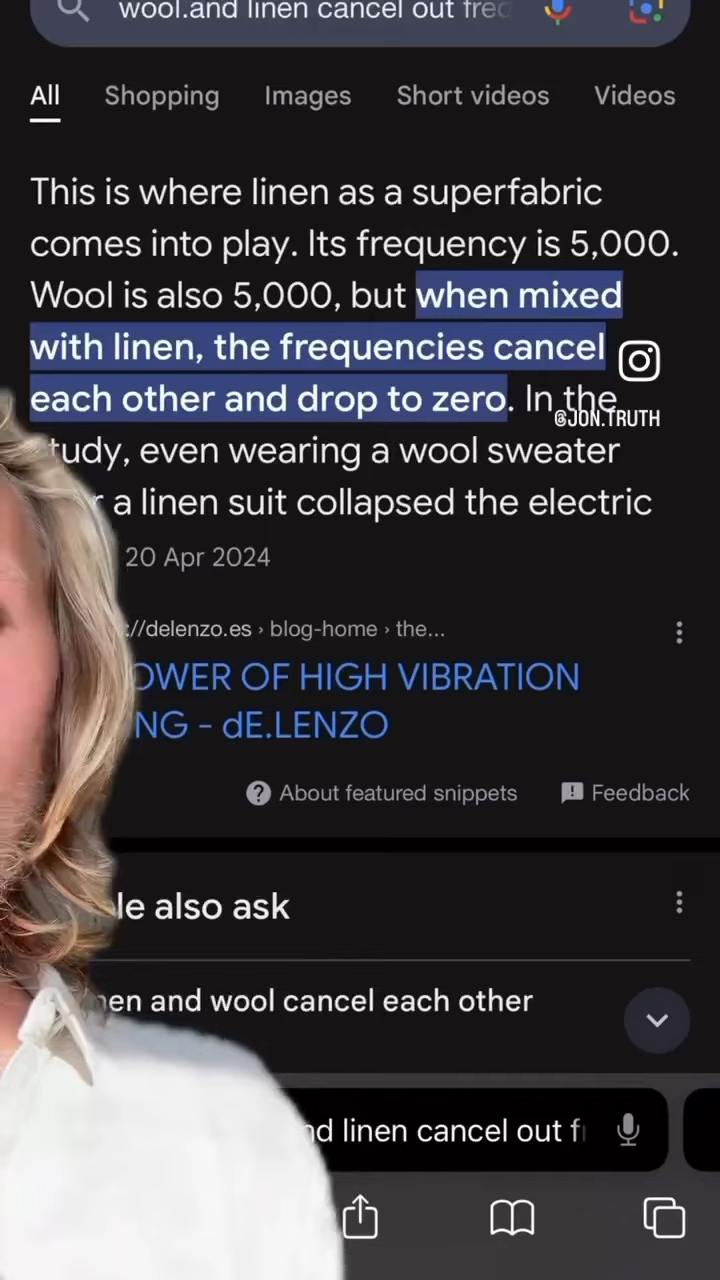 wool.and linen cancel out freq
All Shopping Images Short videos Videos
This is where linen as a superfabric
comes into play. Its frequency is 5,000.
Wool is also 5,000, but when mixed
with linen, the frequencies cancel
each other and drop to zero. In the
@JON.TRUTH
tudy, even wearing a wool sweater
a linen suit collapsed the electric
20 Apr 2024
://delenzo.es › blog-home › the...
OWER OF HIGH VIBRATION
NG - dE.LENZO
About featured snippets Feedback
le also ask
en and wool cancel each other
nd linen cancel out f